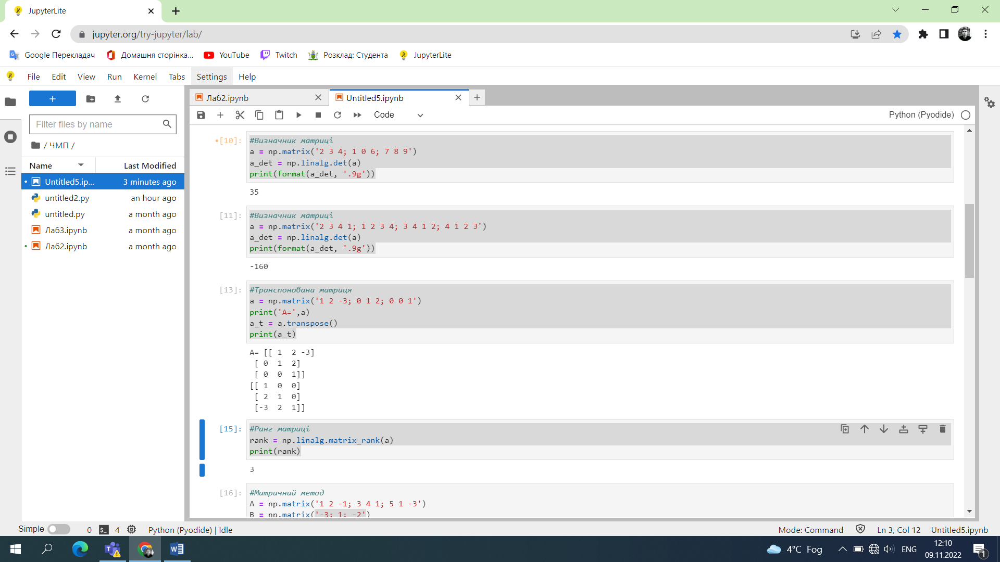 JupyterLite
jupyter.org/try-jupyter/lab/
Google Перекладач
Домашня сторінка...
YouTube
Twitch
Розклад: Студента
JupyterLite
File Edit View Run Kernel Tabs Settings Help
Filter files by name
/ ЧМП /
Name Last Modified
Untitled5.ip... 3 minutes ago
untitled2.py an hour ago
untitled.py a month ago
Лаб3.ipynb a month ago
Лаб2.ipynb a month ago
Лаб2.ipynb
Untitled5.ipynb
Code
Python (Pyodide)
[10]:
#Визначник матриці
a = np.matrix('2 3 4; 1 0 6; 7 8 9')
a_det = np.linalg.det(a)
print(format(a_det, '.9g'))
35
[11]:
#Визначник матриці
a = np.matrix('2 3 4 1; 1 2 3 4; 3 4 1 2; 4 1 2 3')
a_det = np.linalg.det(a)
print(format(a_det, '.9g'))
-160
[13]:
#Транспонована матриця
a = np.matrix('1 2 -3; 0 1 2; 0 0 1')
print('A=',a)
a_t = a.transpose()
print(a_t)
A= [[ 1  2 -3]
[ 0  1  2]
[ 0  0  1]]
[[ 1  0  0]
[ 2  1  0]
[-3  2  1]]
[15]:
#Ранг матриці
rank = np.linalg.matrix_rank(a)
print(rank)
3
[16]:
#Матричний метод
A = np.matrix('1 2 -1; 3 4 1; 5 1 -3')
B = np.matrix('-3; 1; -2')
Simple 0 $_ 4 Python (Pyodide) | Idle
Mode: Command Ln 3, Col 12 Untitled5.ipynb
4°C Fog
ENG
12:10
09.11.2022
1